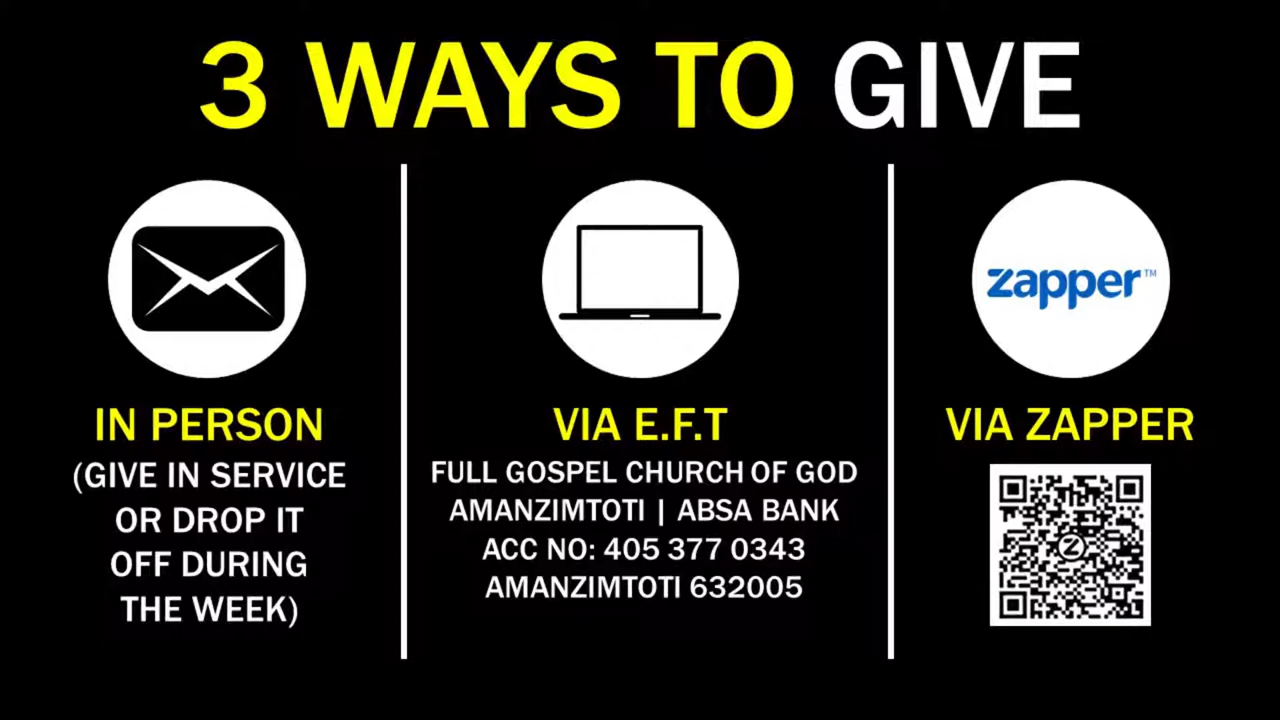 3 WAYS TO GIVE
IN PERSON
(GIVE IN SERVICE
OR DROP IT
OFF DURING
THE WEEK)
VIA E.F.T
FULL GOSPEL CHURCH OF GOD
AMANZIMTOTI | ABSA BANK
ACC NO: 405 377 0343
AMANZIMTOTI 632005
zapper™
VIA ZAPPER